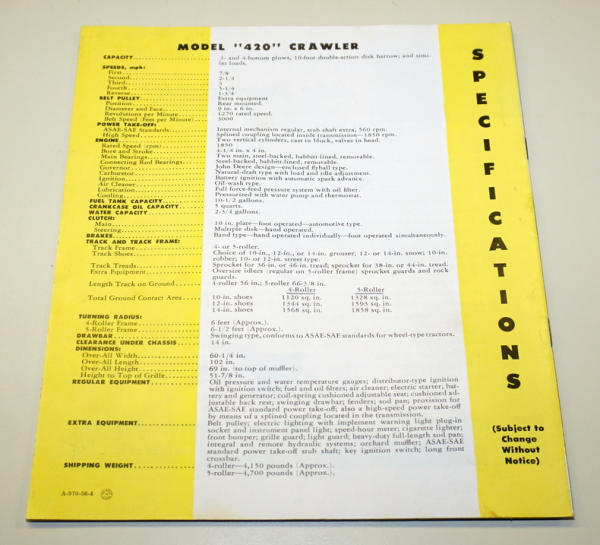 MODEL "420" CRAWLER
CAPACITY.......... 3- and 4-bottom plows, 10-foot double-action disk harrow; and simi-
lar loads.
SPEEDS, mph:
First.......... 7/8
Second.......... 2-1/4
Third.......... 3
Fourth.......... 5-1/4
Reverse.......... 1-3/4
BELT PULLEY.......... Extra equipment
Position.......... Rear mounted.
Diameter and Face.......... 9 in. x 6 in.
Revolutions per Minute.......... 1270 rated speed.
Belt Speed (Feet per Minute).......... 3000
POWER TAKE-OFF:
ASAE-SAE Standards.......... Internal mechanism regular, stub shaft extra, 560 rpm.
High Speed.......... Splined coupling located inside transmission—1850 rpm.
ENGINE.......... Two vertical cylinders, cast in block, valves in head.
Rated Speed (rpm).......... 1850
Bore and Stroke.......... 4-1/4 in. x 4 in.
Main Bearings.......... Two main, steel-backed, babbitt-lined, removable.
Connecting Rod Bearings.......... Steel-backed, babbitt-lined, removable.
Governor.......... John Deere design—enclosed flyball type.
Carburetor.......... Natural-draft type with load and idle adjustment.
Ignition.......... Battery ignition with automatic spark advance.
Air Cleaner.......... Oil-wash type.
Lubrication.......... Full force-feed pressure system with oil filter.
Cooling.......... Pressurized with water pump and thermostat.
FUEL TANK CAPACITY.......... 10-1/2 gallons.
CRANKCASE OIL CAPACITY.......... 5 quarts.
WATER CAPACITY.......... 2-3/4 gallons.
CLUTCH:
Main.......... 10 in. plate—foot operated—automotive type.
Steering.......... Multiple disk—hand operated.
BRAKES.......... Band type—hand operated individually—foot operated simultaneously.
TRACK AND TRACK FRAME:
Track Frame.......... 4- or 5-roller.
Track Shoes.......... Choice of 10-in., 12-in., or 14-in. grouser; 12- or 14-in. snow; 10-in.
rubber; 10- or 12-in. street type.
Track Treads.......... Sprocket for 36-in. or 46-in. tread; sprocket for 38-in. or 44-in. tread.
Extra Equipment.......... Oversize idlers (regular on 5-roller frame) sprocket guards and rock
guards.
Length Track on Ground.......... 4-roller 56 in.; 5-roller 66-3/8 in.
4-Roller 5-Roller
Total Ground Contact Area..... 10-in. shoes 1120 sq. in. 1328 sq. in.
12-in. shoes 1344 sq. in. 1593 sq. in.
14-in. shoes 1568 sq. in. 1858 sq. in.
TURNING RADIUS:
4-Roller Frame.......... 6 feet (Approx.).
5-Roller Frame.......... 6-1/2 feet (Approx.).
DRAWBAR.......... Swinging type, conforms to ASAE-SAE standards for wheel-type tractors.
CLEARANCE UNDER CHASSIS.......... 14 in.
DIMENSIONS:
Over-All Width.......... 60-1/4 in.
Over-All Length.......... 102 in.
Over-All Height.......... 69 in. (to top of muffler).
Height to Top of Grille.......... 51-7/8 in.
REGULAR EQUIPMENT.......... Oil pressure and water temperature gauges; distributor-type ignition
with ignition switch; fuel and oil filters; air cleaner; electric starter, bat-
tery and generator; coil-spring cushioned adjustable seat; cushioned ad-
justable back rest; swinging drawbar; fenders; sod pan; provision for
ASAE-SAE standard power take-off; also a high-speed power take-off
by means of a splined coupling located in the transmission.
EXTRA EQUIPMENT.......... Belt pulley; electric lighting with implement warning light plug-in
socket and instrument panel light; speed-hour meter; cigarette lighter;
front bumper; grille guard; light guard; heavy-duty full-length sod pan;
integral and remote hydraulic systems; orchard muffler; ASAE-SAE
standard power take-off stub shaft; key ignition switch; long front
crossbar.
SHIPPING WEIGHT.......... 4-roller—4,150 pounds (Approx.).
5-roller—4,700 pounds (Approx.).
A-970-56-4
SPECIFICATIONS
(Subject to
Change
Without
Notice)